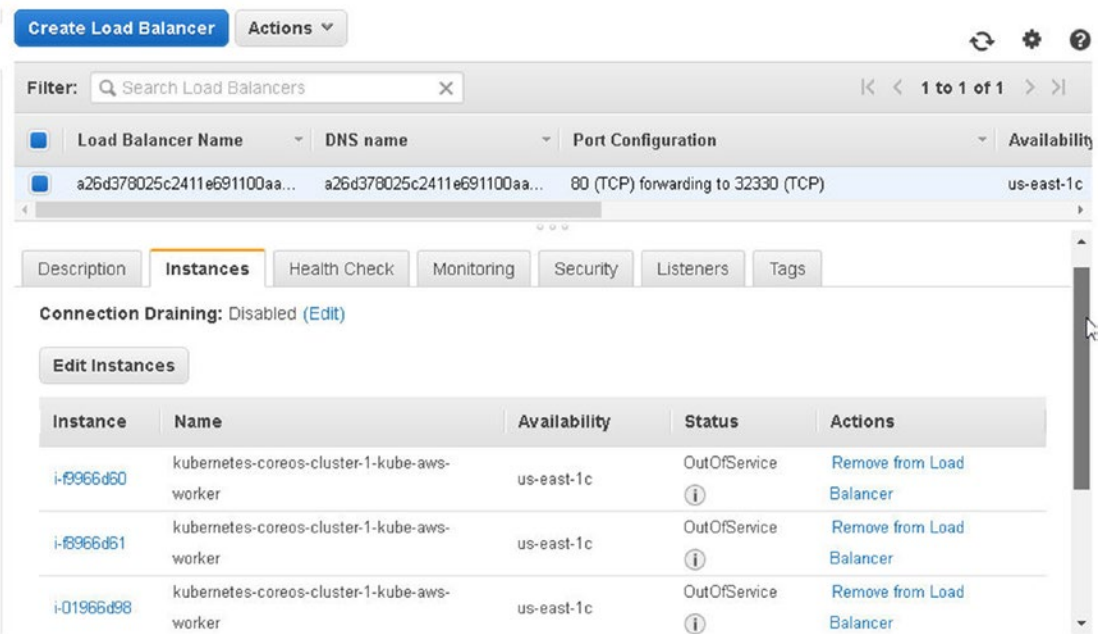 Create Load Balancer Actions
Filter: Search Load Balancers 1 to 1 of 1
Load Balancer Name DNS name Port Configuration Availability
a26d378025c2411e691100aa... a26d378025c2411e691100aa... 80 (TCP) forwarding to 32330 (TCP) us-east-1c
Description Instances Health Check Monitoring Security Listeners Tags
Connection Draining: Disabled (Edit)
Edit Instances
Instance Name Availability Status Actions
i-f9966d60 kubernetes-coreos-cluster-1-kube-aws-worker us-east-1c OutOfService Remove from Load Balancer
i-f8966d61 kubernetes-coreos-cluster-1-kube-aws-worker us-east-1c OutOfService Remove from Load Balancer
i-01966d98 kubernetes-coreos-cluster-1-kube-aws-worker us-east-1c OutOfService Remove from Load Balancer